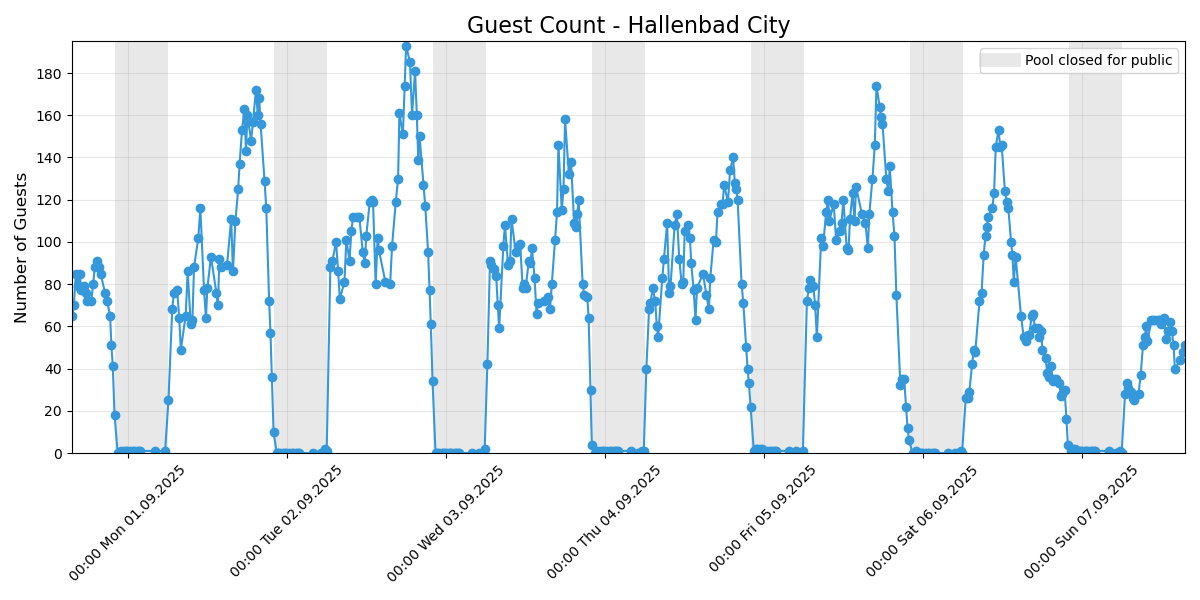 Guest Count - Hallenbad City
Pool closed for public
Number of Guests
180
160
140
120
100
80
60
40
20
0
00:00 Mon 01.09.2025
00:00 Tue 02.09.2025
00:00 Wed 03.09.2025
00:00 Thu 04.09.2025
00:00 Fri 05.09.2025
00:00 Sat 06.09.2025
00:00 Sun 07.09.2025